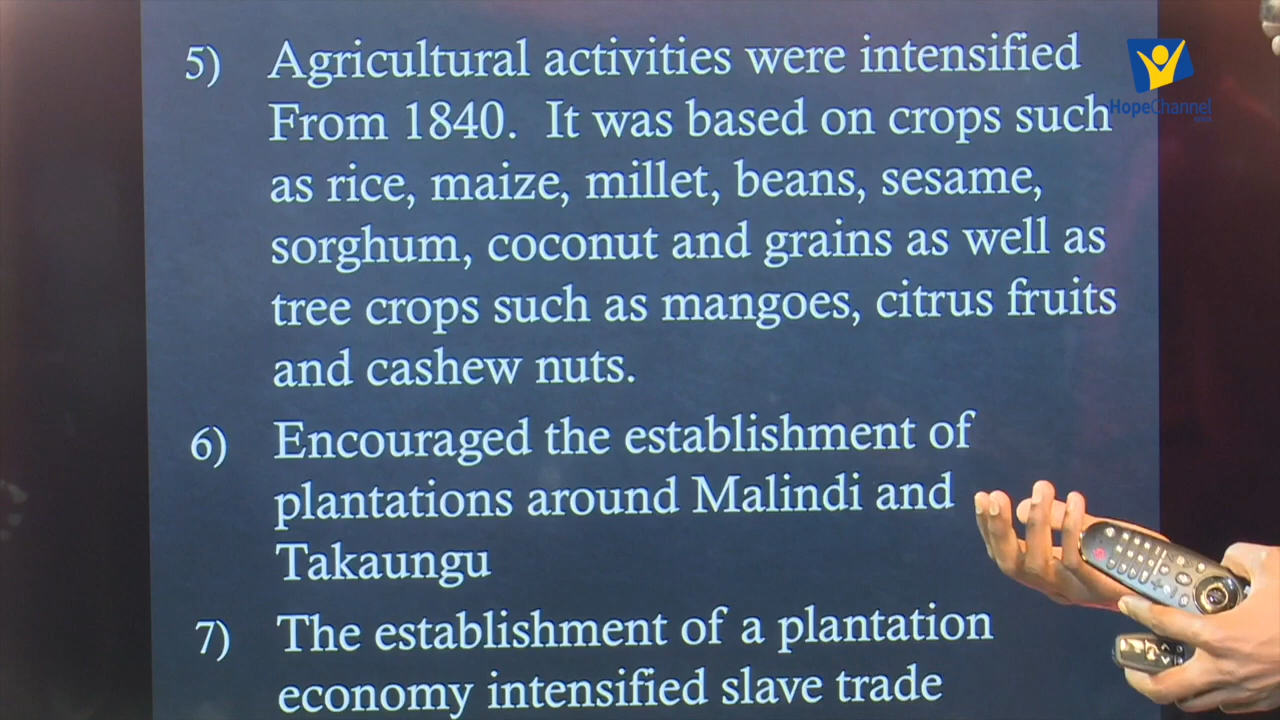 5) Agricultural activities were intensified
From 1840. It was based on crops such
as rice, maize, millet, beans, sesame,
sorghum, coconut and grains as well as
tree crops such as mangoes, citrus fruits
and cashew nuts.
6) Encouraged the establishment of
plantations around Malindi and
Takaungu
7) The establishment of a plantation
economy intensified slave trade
HopeChannel